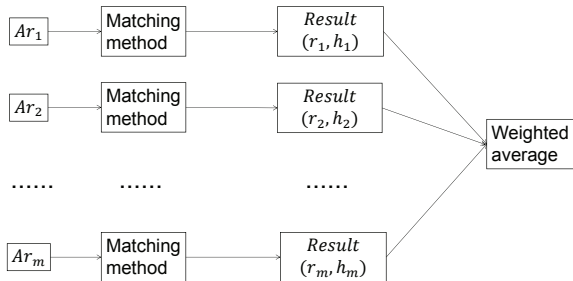 Ar₁
Matching
method
Result
(r₁, h₁)
Ar₂
Matching
method
Result
(r₂, h₂)
Weighted
average
...... ...... ......
Arₘ
Matching
method
Result
(rₘ, hₘ)